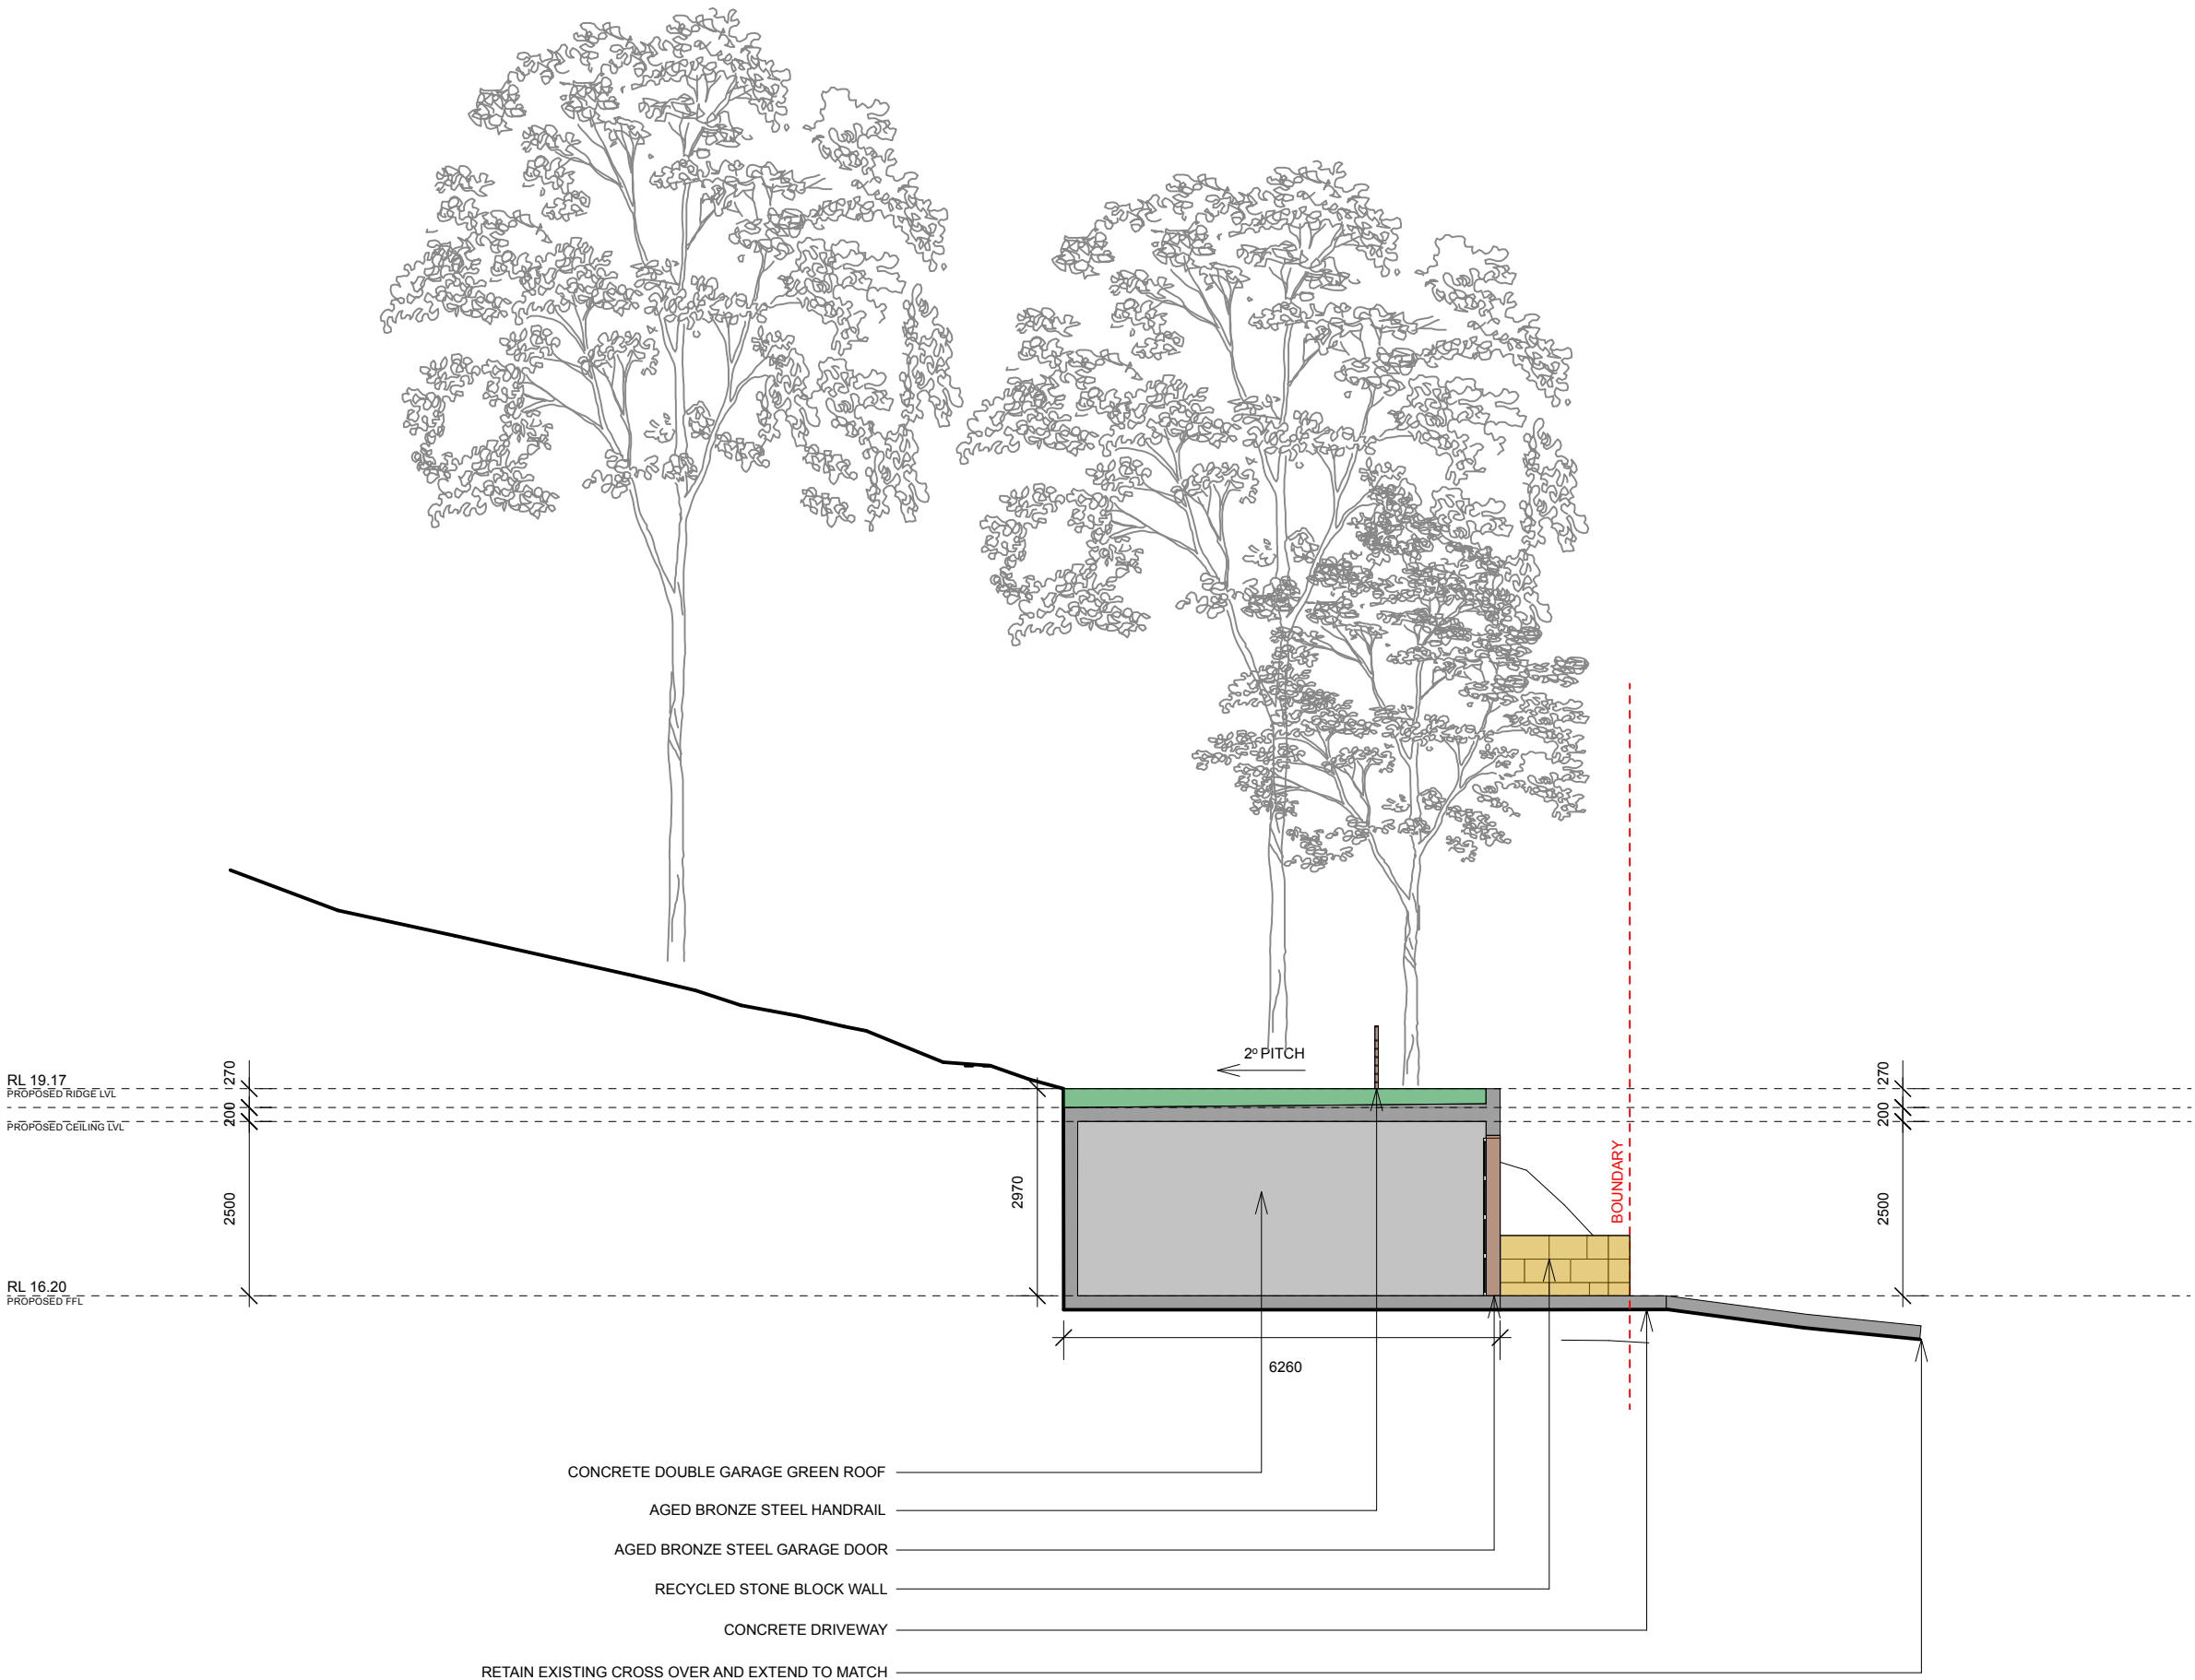 2º PITCH
RL 19.17
PROPOSED RIDGE LVL
270
200
PROPOSED CEILING LVL
2500
RL 16.20
PROPOSED FFL
2970
6260
BOUNDARY
270
200
2500
CONCRETE DOUBLE GARAGE GREEN ROOF
AGED BRONZE STEEL HANDRAIL
AGED BRONZE STEEL GARAGE DOOR
RECYCLED STONE BLOCK WALL
CONCRETE DRIVEWAY
RETAIN EXISTING CROSS OVER AND EXTEND TO MATCH